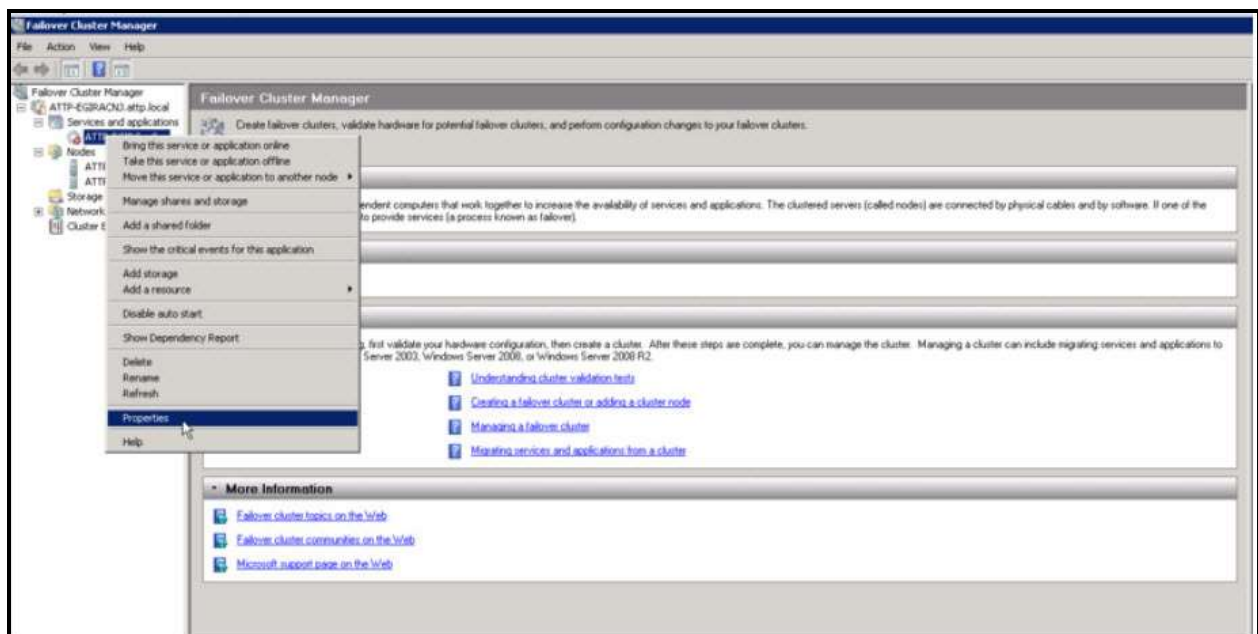 Failover Cluster Manager
File Action View Help
Failover Cluster Manager
ATTP-EG2RACN3.attp.local
Services and applications
Nodes
ATT
ATT
Storage
Network
Cluster E
Bring this service or application online
Take this service or application offline
Move this service or application to another node
Manage shares and storage
Add a shared folder
Show the critical events for this application
Add storage
Add a resource
Disable auto start
Show Dependency Report
Delete
Rename
Refresh
Properties
Help
Failover Cluster Manager
Create failover clusters, validate hardware for potential failover clusters, and perform configuration changes to your failover clusters.
endent computers that work together to increase the availability of services and applications. The clustered servers (called nodes) are connected by physical cables and by software. If one of the
to provide services (a process known as failover).
, first validate your hardware configuration, then create a cluster. After these steps are complete, you can manage the cluster. Managing a cluster can include migrating services and applications to
Server 2003, Windows Server 2008, or Windows Server 2008 R2.
Understanding cluster validation tests
Creating a failover cluster or adding a cluster node
Managing a failover cluster
Migrating services and applications from a cluster
More Information
Failover cluster topics on the Web
Failover cluster communities on the Web
Microsoft support page on the Web